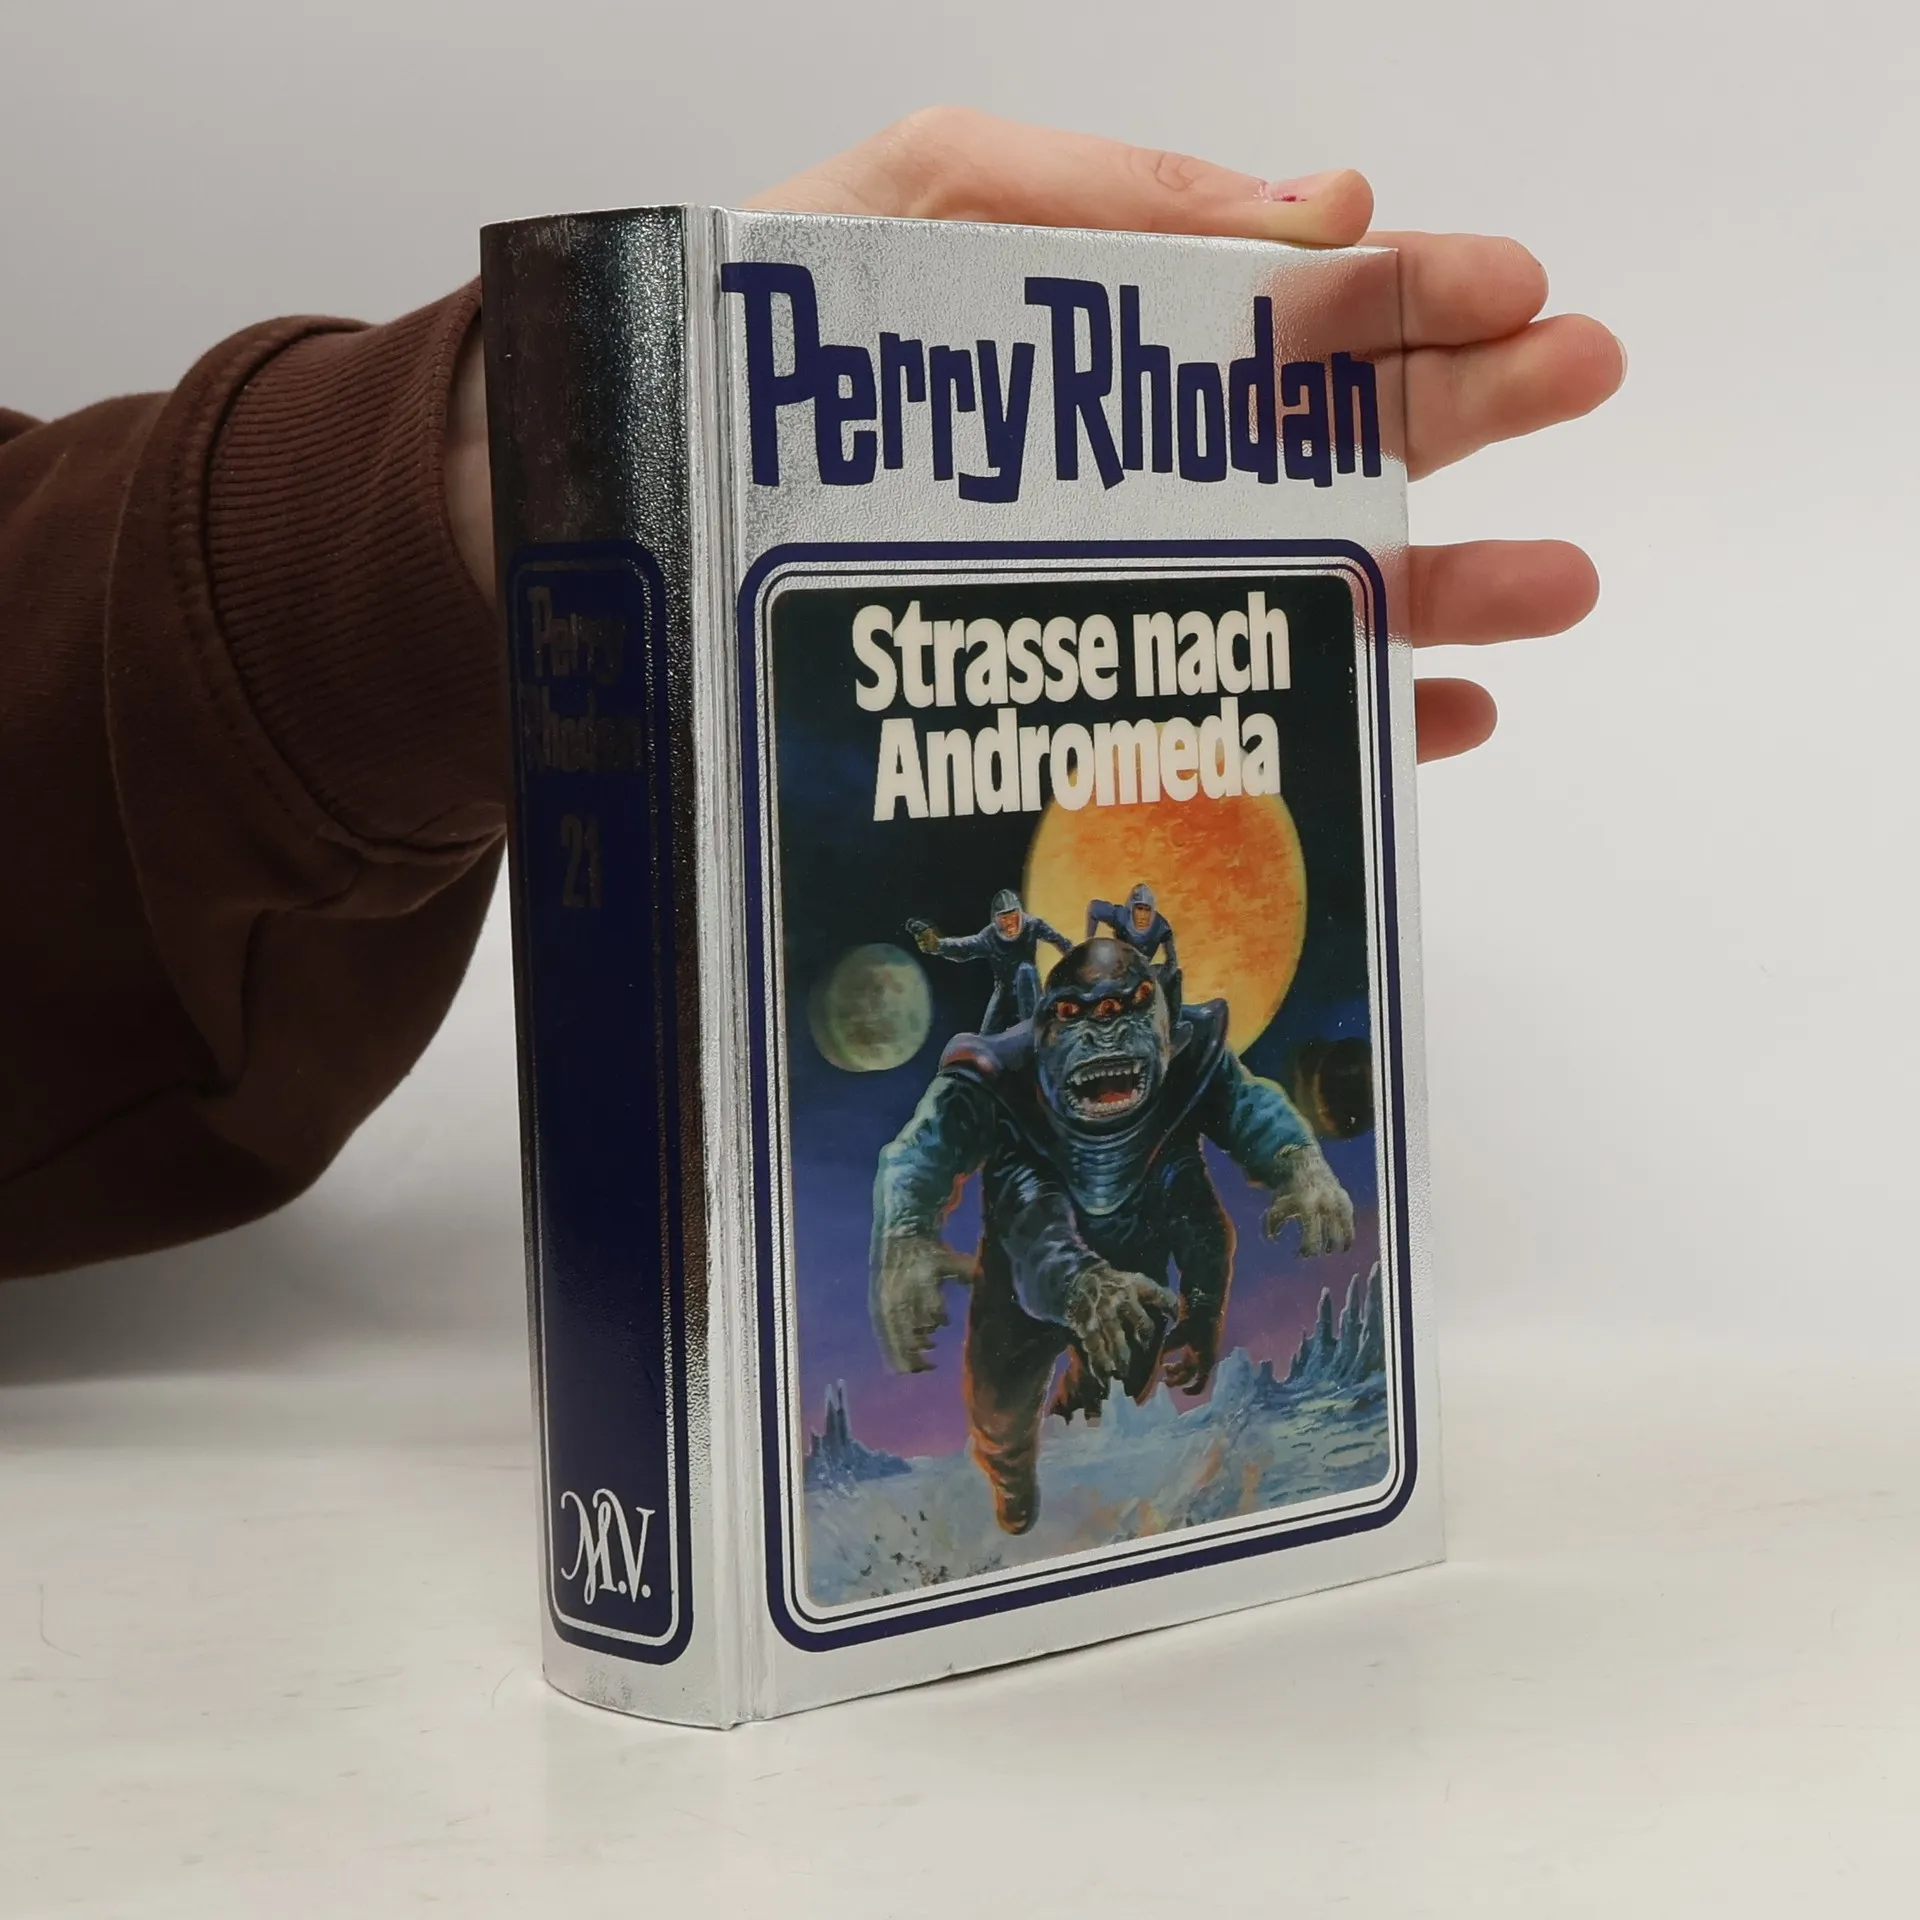 Perry Rhodan
Strasse nach
Andromeda
Perry
Rhodan
21
M.V.